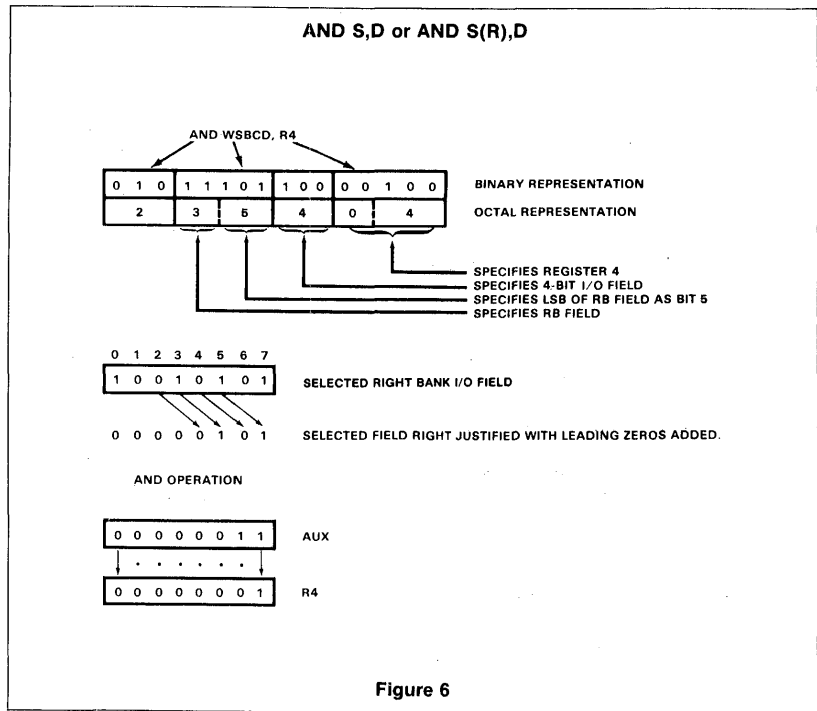 AND S,D or AND S(R),D
AND WSBCD, R4
0 1 0 1 1 1 0 1 1 0 0 0 0 1 0 0 BINARY REPRESENTATION
2 3 5 4 0 4 OCTAL REPRESENTATION
SPECIFIES REGISTER 4
SPECIFIES 4-BIT I/O FIELD
SPECIFIES LSB OF RB FIELD AS BIT 5
SPECIFIES RB FIELD
0 1 2 3 4 5 6 7
1 0 0 1 0 1 0 1 SELECTED RIGHT BANK I/O FIELD
0 0 0 0 0 1 0 1 SELECTED FIELD RIGHT JUSTIFIED WITH LEADING ZEROS ADDED.
AND OPERATION
0 0 0 0 0 0 1 1 AUX
0 0 0 0 0 0 0 1 R4
Figure 6